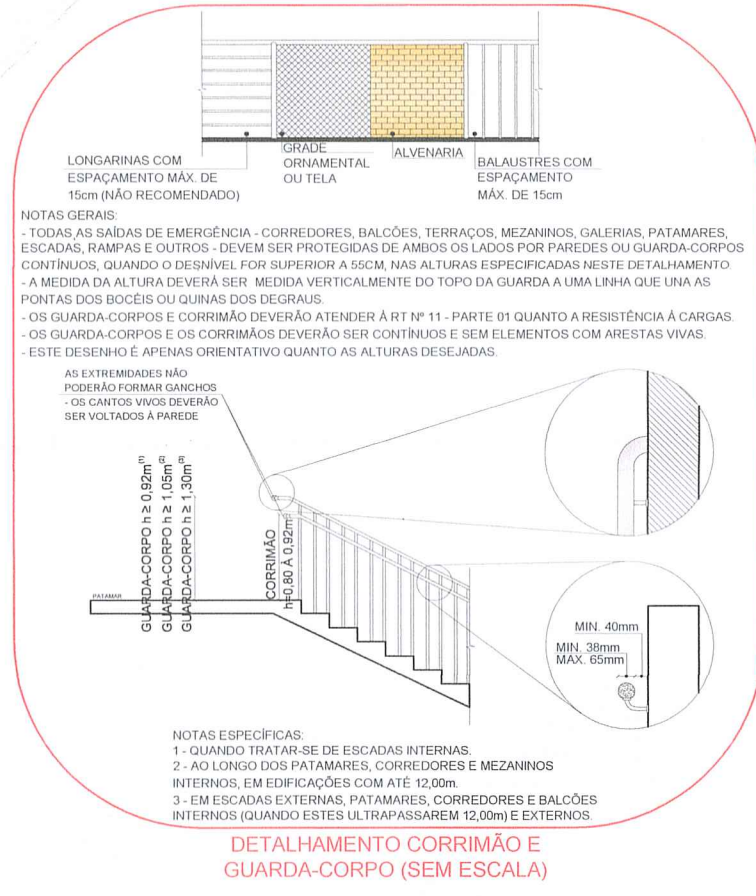 LONGARINAS COM
ESPAÇAMENTO MÁX. DE
15cm (NÃO RECOMENDADO)
GRADE
ORNAMENTAL
OU TELA
ALVENARIA
BALAUSTRES COM
ESPAÇAMENTO
MÁX. DE 15cm
NOTAS GERAIS:
- TODAS AS SAÍDAS DE EMERGÊNCIA - CORREDORES, BALCÕES, TERRAÇOS, MEZANINOS, GALERIAS, PATAMARES,
ESCADAS, RAMPAS E OUTROS - DEVEM SER PROTEGIDAS DE AMBOS OS LADOS POR PAREDES OU GUARDA-CORPOS
CONTÍNUOS, QUANDO O DESNÍVEL FOR SUPERIOR A 55CM, NAS ALTURAS ESPECIFICADAS NESTE DETALHAMENTO.
- A MEDIDA DA ALTURA DEVERÁ SER MEDIDA VERTICALMENTE DO TOPO DA GUARDA A UMA LINHA QUE UNA AS
PONTAS DOS BOCÉIS OU QUINAS DOS DEGRAUS.
- OS GUARDA-CORPOS E CORRIMÃO DEVERÃO ATENDER À RT Nº 11 - PARTE 01 QUANTO A RESISTÊNCIA À CARGAS.
- OS GUARDA-CORPOS E OS CORRIMÃOS DEVERÃO SER CONTÍNUOS E SEM ELEMENTOS COM ARESTAS VIVAS.
- ESTE DESENHO É APENAS ORIENTATIVO QUANTO AS ALTURAS DESEJADAS.
AS EXTREMIDADES NÃO
PODERÃO FORMAR GANCHOS
- OS CANTOS VIVOS DEVERÃO
SER VOLTADOS À PAREDE
GUARDA-CORPO h ≥ 0,92m⁽¹⁾
GUARDA-CORPO h ≥ 1,05m⁽²⁾
GUARDA-CORPO h ≥ 1,30m⁽³⁾
CORRIMÃO
h=0,80 À 0,92m
PATAMAR
MIN. 40mm
MIN. 38mm
MAX. 65mm
NOTAS ESPECÍFICAS:
1 - QUANDO TRATAR-SE DE ESCADAS INTERNAS.
2 - AO LONGO DOS PATAMARES, CORREDORES E MEZANINOS
INTERNOS, EM EDIFICAÇÕES COM ATÉ 12,00m.
3 - EM ESCADAS EXTERNAS, PATAMARES, CORREDORES E BALCÕES
INTERNOS (QUANDO ESTES ULTRAPASSAREM 12,00m) E EXTERNOS.
DETALHAMENTO CORRIMÃO E
GUARDA-CORPO (SEM ESCALA)